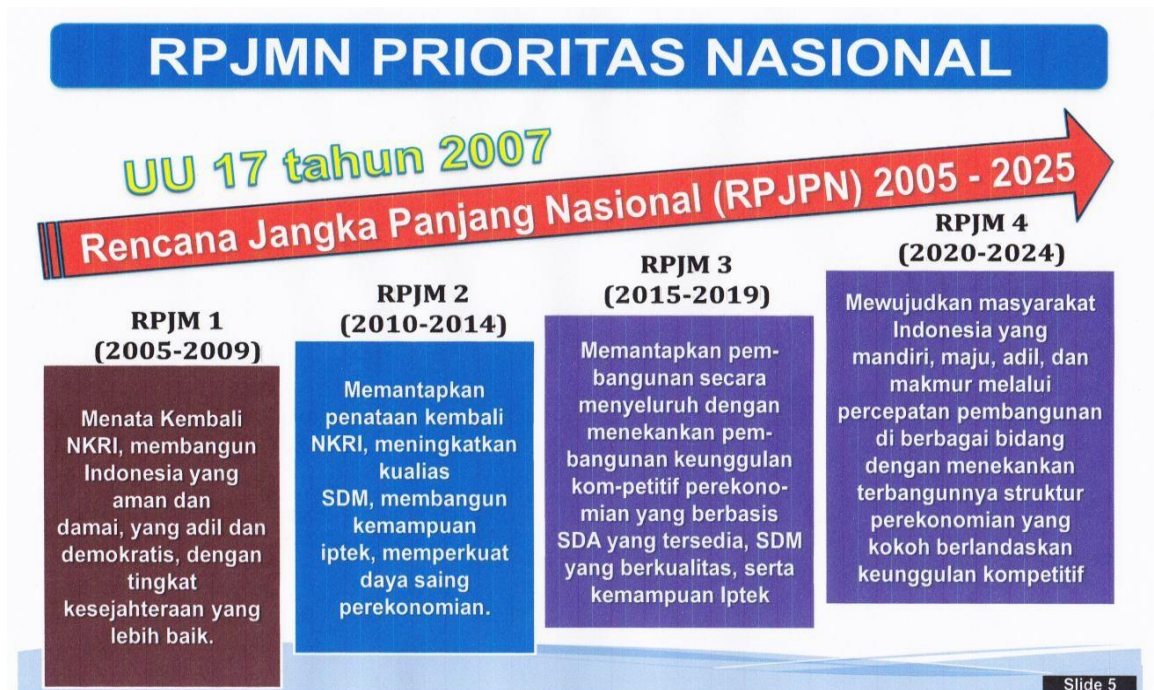 RPJMN PRIORITAS NASIONAL
UU 17 tahun 2007
Rencana Jangka Panjang Nasional (RPJPN) 2005 - 2025
RPJM 1
(2005-2009)
Menata Kembali
NKRI, membangun
Indonesia yang
aman dan
damai, yang adil dan
demokratis, dengan
tingkat
kesejahteraan yang
lebih baik.
RPJM 2
(2010-2014)
Memantapkan
penataan kembali
NKRI, meningkatkan
kualias
SDM, membangun
kemampuan
iptek, memperkuat
daya saing
perekonomian.
RPJM 3
(2015-2019)
Memantapkan pem-
bangunan secara
menyeluruh dengan
menekankan pem-
bangunan keunggulan
kom-petitif perekono-
mian yang berbasis
SDA yang tersedia, SDM
yang berkualitas, serta
kemampuan Iptek
RPJM 4
(2020-2024)
Mewujudkan masyarakat
Indonesia yang
mandiri, maju, adil, dan
makmur melalui
percepatan pembangunan
di berbagai bidang
dengan menekankan
terbangunnya struktur
perekonomian yang
kokoh berlandaskan
keunggulan kompetitif
Slide 5